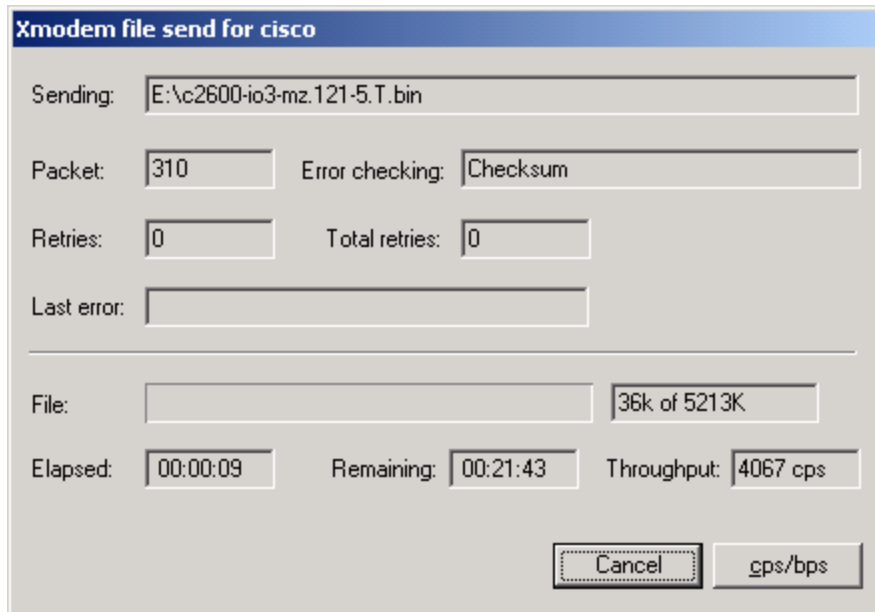 Xmodem file send for cisco
Sending: E:\c2600-io3-mz.121-5.T.bin
Packet: 310 Error checking: Checksum
Retries: 0 Total retries: 0
Last error:
File: 36k of 5213K
Elapsed: 00:00:09 Remaining: 00:21:43 Throughput: 4067 cps
Cancel cps/bps